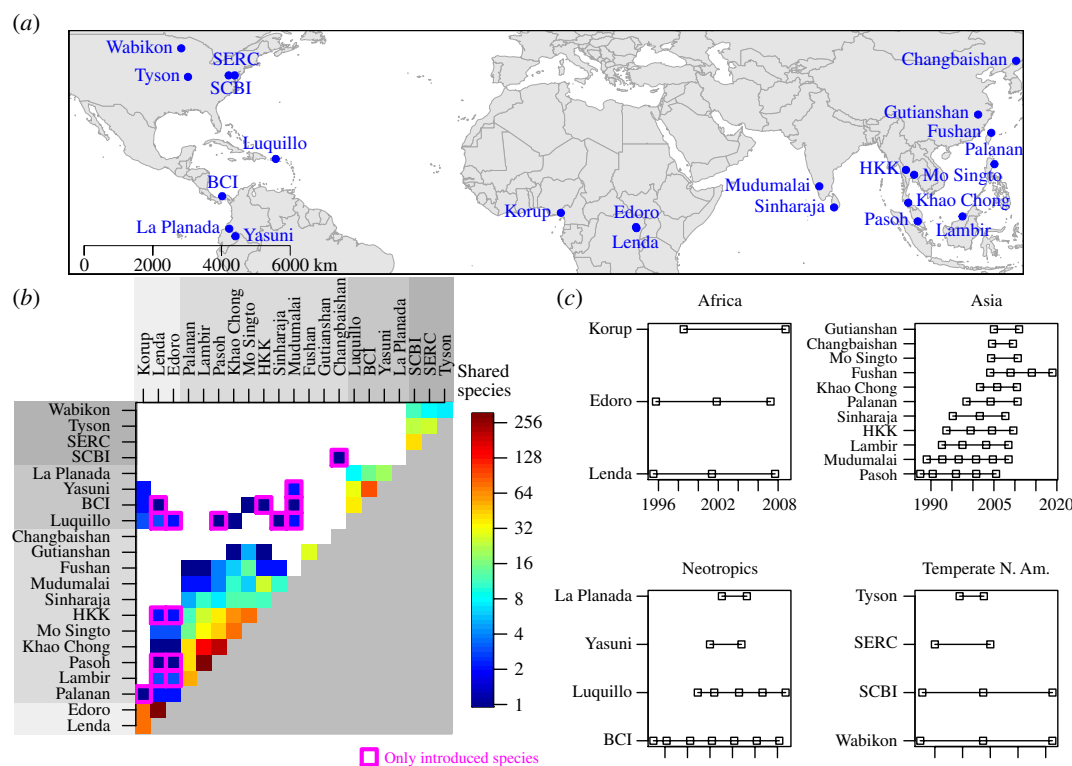 (a)
Wabikon
SERC
Tyson
SCBI
Changbaishan
Gutianshan
Fushan
Luquillo
Palanan
HKK
Mo Singto
BCI
Mudumalai
Khao Chong
Korup
Edoro
Sinharaja
La Planada
Pasoh
Lambir
Yasuni
Lenda
0 2000 4000 6000 km
(b)
Korup
Lenda
Edoro
Palanan
Lambir
Pasoh
Khao Chong
Mo Singto
HKK
Sinharaja
Mudumalai
Fushan
Gutianshan
Changbaishan
Luquillo
BCI
Yasuni
La Planada
SCBI
SERC
Tyson
Wabikon
Tyson
SERC
SCBI
La Planada
Yasuni
BCI
Luquillo
Changbaishan
Gutianshan
Fushan
Mudumalai
Sinharaja
HKK
Mo Singto
Khao Chong
Pasoh
Lambir
Palanan
Edoro
Lenda
Shared
species
256
128
64
32
16
8
4
2
1
Only introduced species
(c)
Africa
Korup
Edoro
Lenda
1996 2002 2008
Asia
Gutianshan
Changbaishan
Mo Singto
Fushan
Khao Chong
Palanan
Sinharaja
HKK
Lambir
Mudumalai
Pasoh
1990 2005 2020
Neotropics
La Planada
Yasuni
Luquillo
BCI
Temperate N. Am.
Tyson
SERC
SCBI
Wabikon